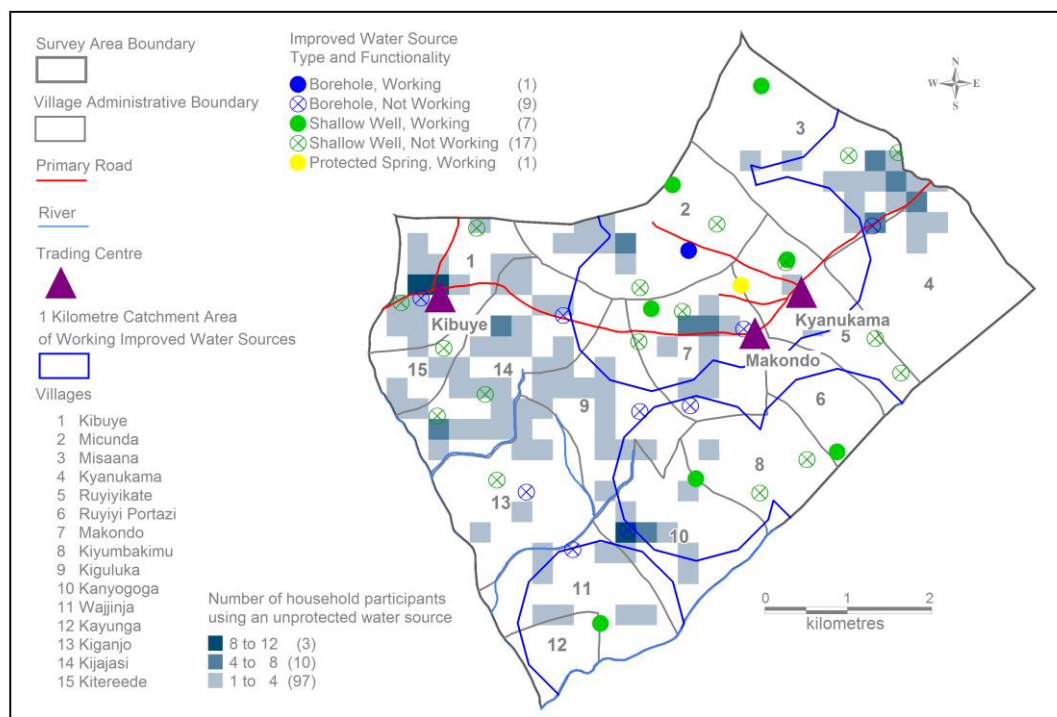 Survey Area Boundary
Village Administrative Boundary
Primary Road
River
Trading Centre
1 Kilometre Catchment Area
of Working Improved Water Sources
Villages
1 Kibuye
2 Micunda
3 Misaana
4 Kyanukama
5 Ruyiyikate
6 Ruyiyi Portazi
7 Makondo
8 Kiyumbakimu
9 Kiguluka
10 Kanyogoga
11 Wajjinja
12 Kayunga
13 Kiganjo
14 Kijajasi
15 Kitereede
Improved Water Source
Type and Functionality
Borehole, Working (1)
Borehole, Not Working (9)
Shallow Well, Working (7)
Shallow Well, Not Working (17)
Protected Spring, Working (1)
Number of household participants
using an unprotected water source
8 to 12 (3)
4 to 8 (10)
1 to 4 (97)
N
W E
S
3
2
1
4
Kibuye
Kyanukama
5
7
Makondo
15
14
9
6
8
13
10
11
12
0 1 2
kilometres